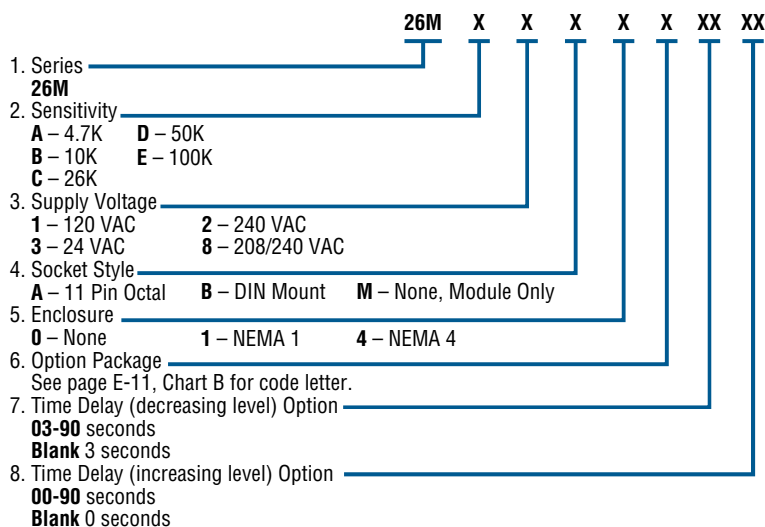 26M X X X X X XX XX
1. Series
26M
2. Sensitivity
A – 4.7K D – 50K
B – 10K E – 100K
C – 26K
3. Supply Voltage
1 – 120 VAC 2 – 240 VAC
3 – 24 VAC 8 – 208/240 VAC
4. Socket Style
A – 11 Pin Octal B – DIN Mount M – None, Module Only
5. Enclosure
0 – None 1 – NEMA 1 4 – NEMA 4
6. Option Package
See page E-11, Chart B for code letter.
7. Time Delay (decreasing level) Option
03-90 seconds
Blank 3 seconds
8. Time Delay (increasing level) Option
00-90 seconds
Blank 0 seconds